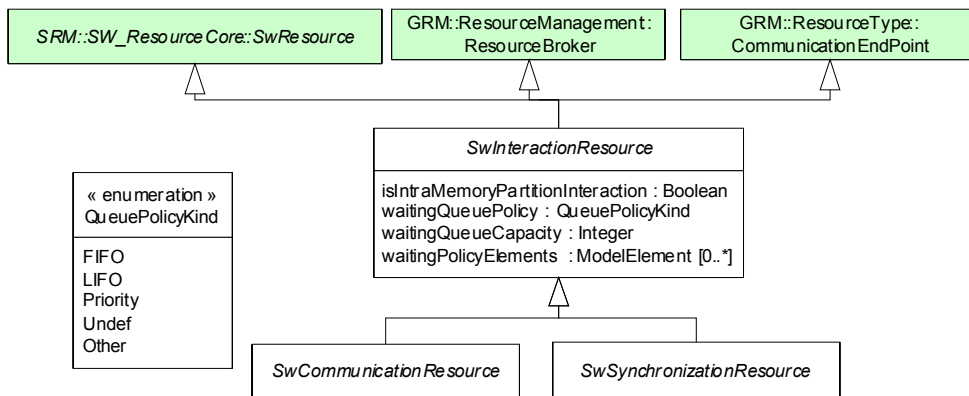 SRM::SW_ResourceCore::SwResource
GRM::ResourceManagement:
ResourceBroker
GRM::ResourceType::
CommunicationEndPoint
SwInteractionResource
isIntraMemoryPartitionInteraction : Boolean
waitingQueuePolicy : QueuePolicyKind
waitingQueueCapacity : Integer
waitingPolicyElements : ModelElement [0..*]
« enumeration »
QueuePolicyKind
FIFO
LIFO
Priority
Undef
Other
SwCommunicationResource
SwSynchronizationResource